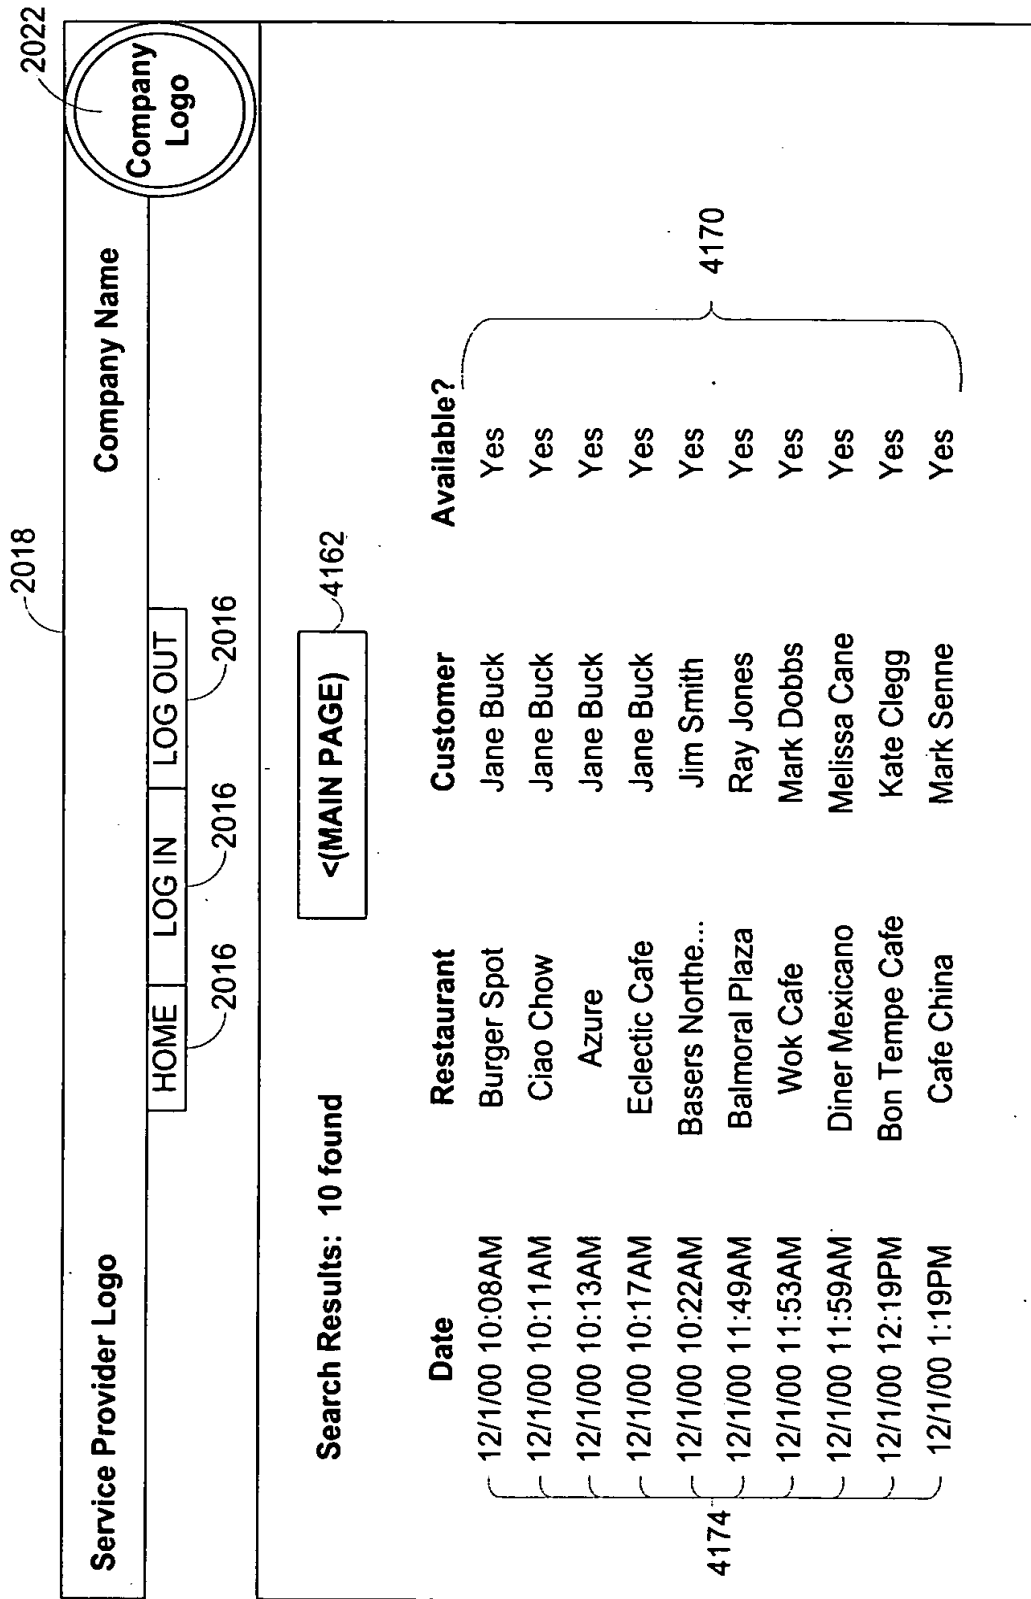 2018
2022
Service Provider Logo
Company Name
Company
Logo
HOME
LOG IN
LOG OUT
2016
2016
2016
Search Results: 10 found
<(MAIN PAGE)
4162
Date Restaurant Customer Available?
12/1/00 10:08AM Burger Spot Jane Buck Yes
12/1/00 10:11AM Ciao Chow Jane Buck Yes
12/1/00 10:13AM Azure Jane Buck Yes
12/1/00 10:17AM Eclectic Cafe Jane Buck Yes
12/1/00 10:22AM Basers Northe... Jim Smith Yes
12/1/00 11:49AM Balmoral Plaza Ray Jones Yes
12/1/00 11:53AM Wok Cafe Mark Dobbs Yes
12/1/00 11:59AM Diner Mexicano Melissa Cane Yes
12/1/00 12:19PM Bon Tempe Cafe Kate Clegg Yes
12/1/00 1:19PM Cafe China Mark Senne Yes
4174
4170